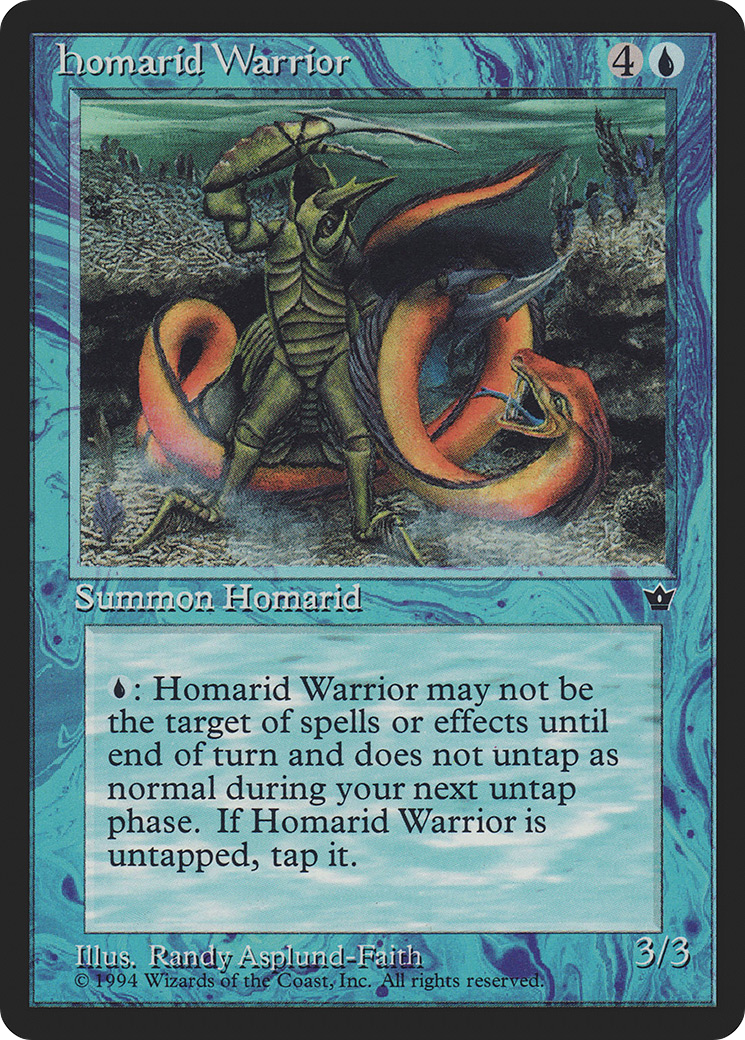 Homarid Warrior 4
Summon Homarid
: Homarid Warrior may not be
the target of spells or effects until
end of turn and does not untap as
normal during your next untap
phase. If Homarid Warrior is
untapped, tap it.
Illus. Randy Asplund-Faith 3/3
© 1994 Wizards of the Coast, Inc. All rights reserved.